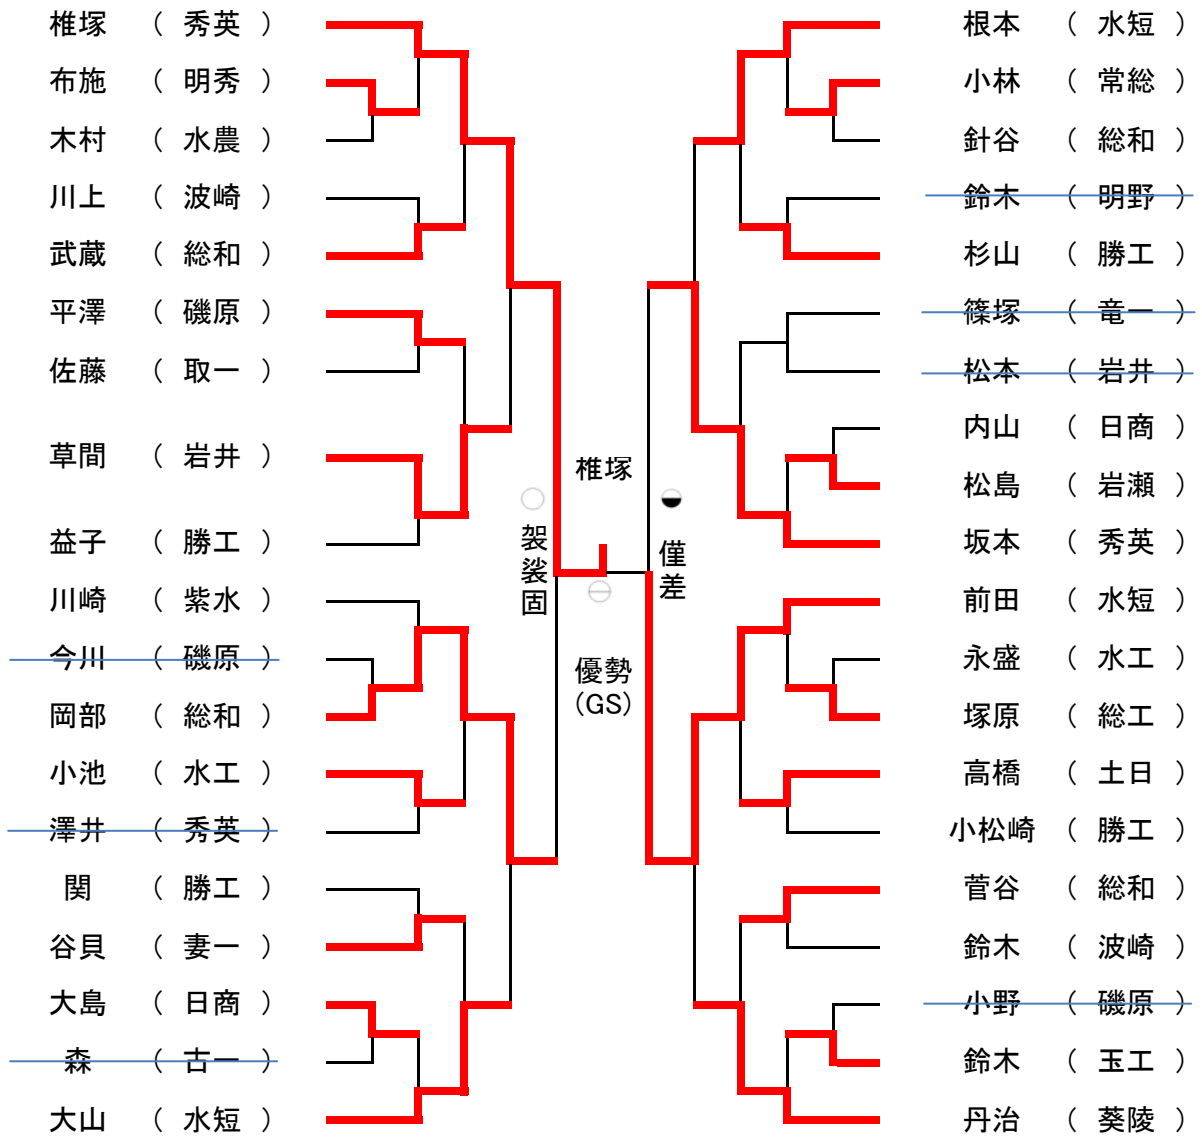 椎塚 （ 秀英 ）
布施 （ 明秀 ）
木村 （ 水農 ）
川上 （ 波崎 ）
武蔵 （ 総和 ）
平澤 （ 磯原 ）
佐藤 （ 取一 ）
草間 （ 岩井 ）
益子 （ 勝工 ）
川崎 （ 紫水 ）
今川 （ 磯原 ）
岡部 （ 総和 ）
小池 （ 水工 ）
澤井 （ 秀英 ）
関 （ 勝工 ）
谷貝 （ 妻一 ）
大島 （ 日商 ）
森 （ 古一 ）
大山 （ 水短 ）
袈裟固
椎塚
優勢
(GS)
僅差
根本 （ 水短 ）
小林 （ 常総 ）
針谷 （ 総和 ）
鈴木 （ 明野 ）
杉山 （ 勝工 ）
篠塚 （ 竜一 ）
松本 （ 岩井 ）
内山 （ 日商 ）
松島 （ 岩瀬 ）
坂本 （ 秀英 ）
前田 （ 水短 ）
永盛 （ 水工 ）
塚原 （ 総工 ）
高橋 （ 土日 ）
小松崎 （ 勝工 ）
菅谷 （ 総和 ）
鈴木 （ 波崎 ）
小野 （ 磯原 ）
鈴木 （ 玉工 ）
丹治 （ 葵陵 ）